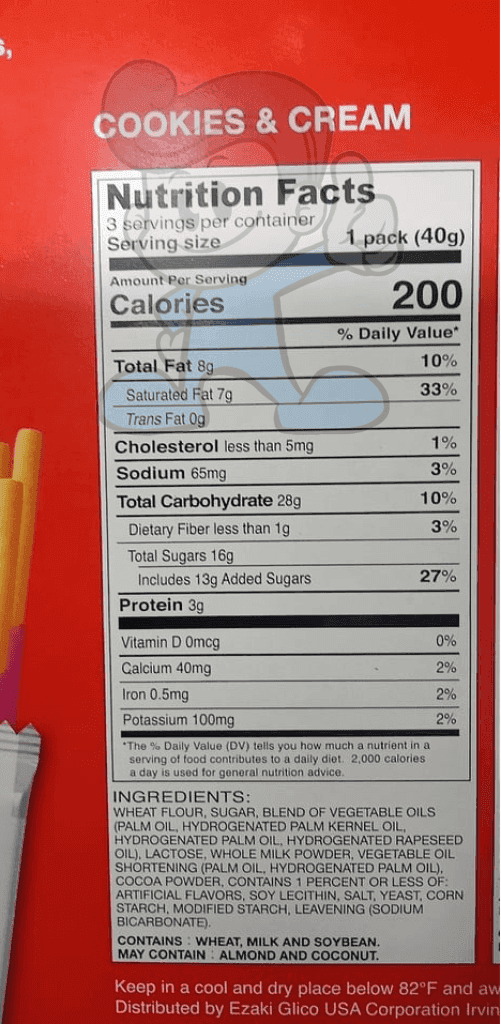 s,
COOKIES & CREAM
Nutrition Facts
3 servings per container
Serving size 1 pack (40g)
Amount Per Serving
Calories 200
% Daily Value*
Total Fat 8g 10%
Saturated Fat 7g 33%
Trans Fat 0g
Cholesterol less than 5mg 1%
Sodium 65mg 3%
Total Carbohydrate 28g 10%
Dietary Fiber less than 1g 3%
Total Sugars 16g
Includes 13g Added Sugars 27%
Protein 3g
Vitamin D 0mcg 0%
Calcium 40mg 2%
Iron 0.5mg 2%
Potassium 100mg 2%
*The % Daily Value (DV) tells you how much a nutrient in a
serving of food contributes to a daily diet. 2,000 calories
a day is used for general nutrition advice.
INGREDIENTS:
WHEAT FLOUR, SUGAR, BLEND OF VEGETABLE OILS
(PALM OIL, HYDROGENATED PALM KERNEL OIL,
HYDROGENATED PALM OIL, HYDROGENATED RAPESEED
OIL), LACTOSE, WHOLE MILK POWDER, VEGETABLE OIL
SHORTENING (PALM OIL, HYDROGENATED PALM OIL),
COCOA POWDER, CONTAINS 1 PERCENT OR LESS OF:
ARTIFICIAL FLAVORS, SOY LECITHIN, SALT, YEAST, CORN
STARCH, MODIFIED STARCH, LEAVENING (SODIUM
BICARBONATE).
CONTAINS : WHEAT, MILK AND SOYBEAN.
MAY CONTAIN : ALMOND AND COCONUT.
Keep in a cool and dry place below 82°F and aw
Distributed by Ezaki Glico USA Corporation Irvin